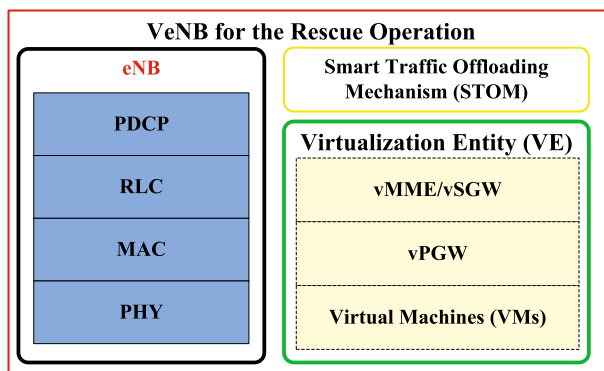 VeNB for the Rescue Operation
eNB
PDCP
RLC
MAC
PHY
Smart Traffic Offloading
Mechanism (STOM)
Virtualization Entity (VE)
vMME/vSGW
vPGW
Virtual Machines (VMs)